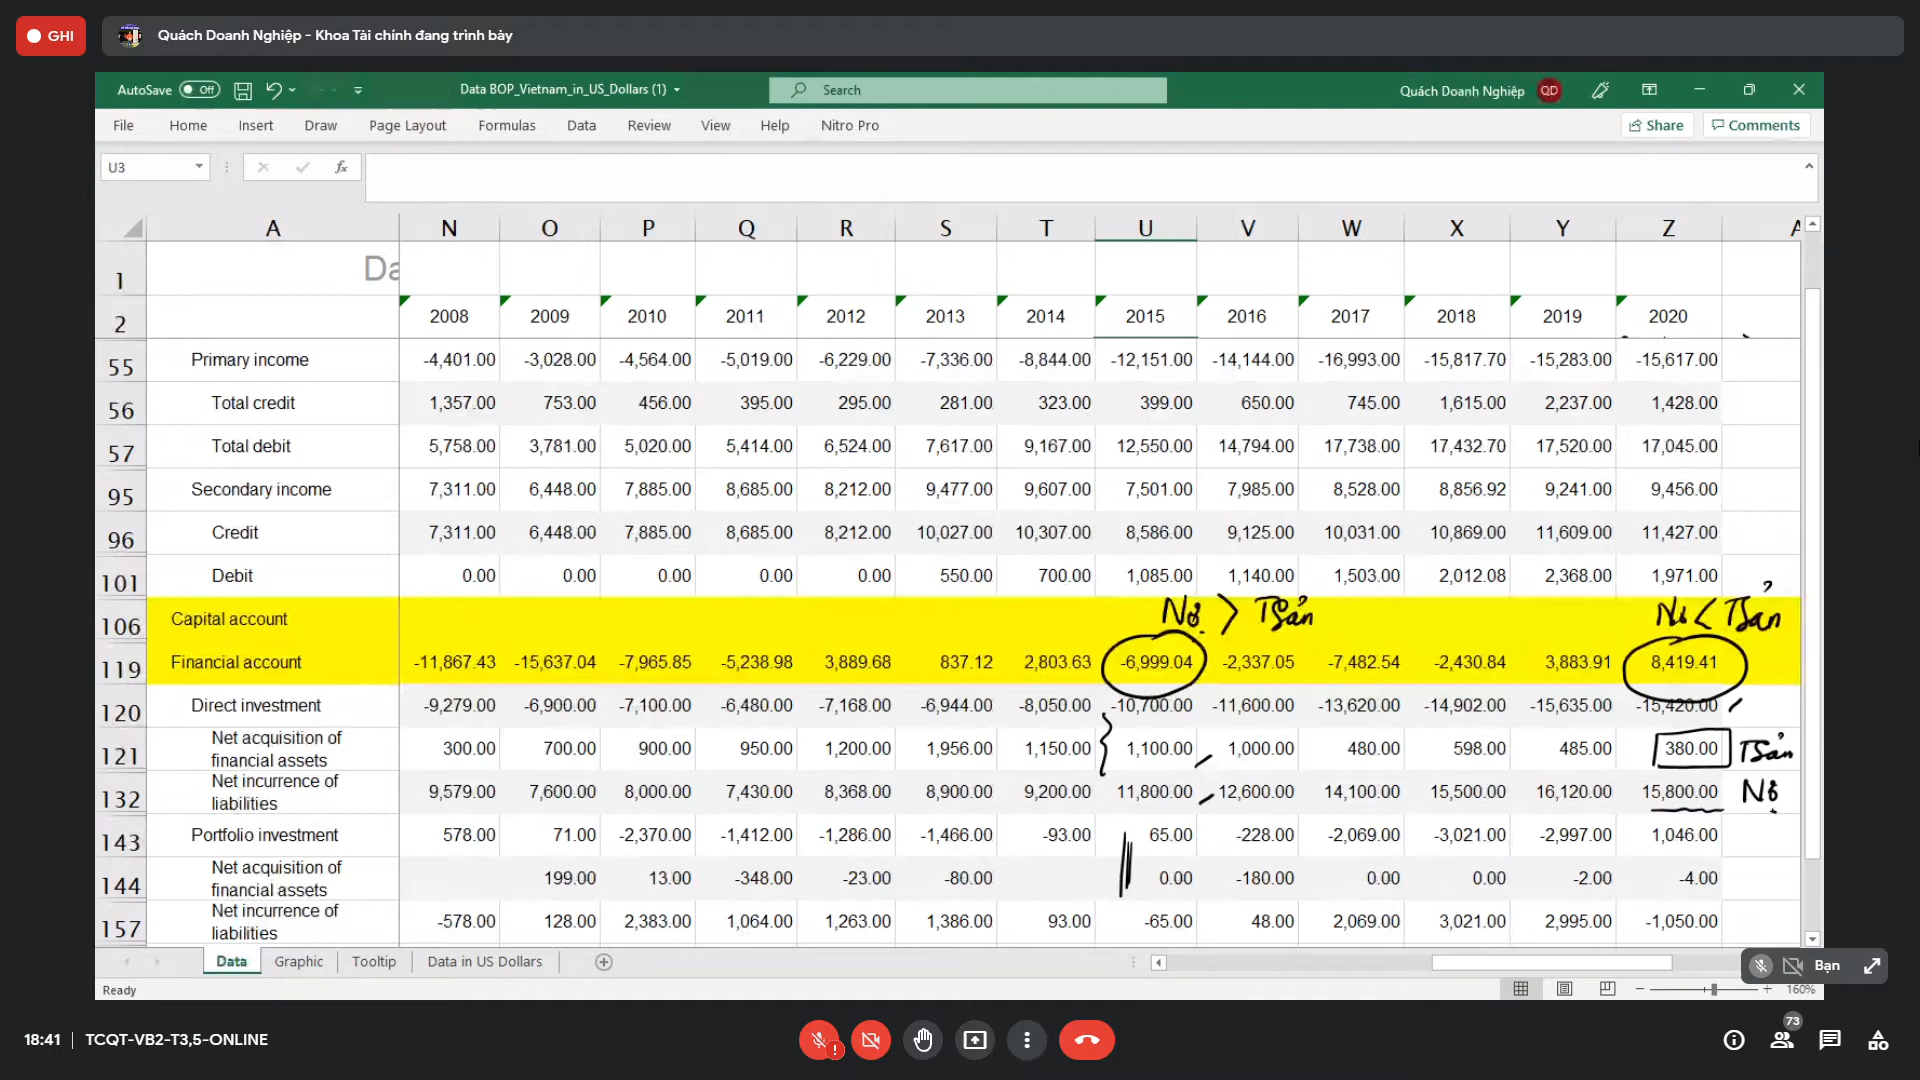 GHI Quách Doanh Nghiệp - Khoa Tài chính đang trình bày
AutoSave Off Data BOP_Vietnam_in_US_Dollars (1) Search Quách Doanh Nghiệp QD
File Home Insert Draw Page Layout Formulas Data Review View Help Nitro Pro Share Comments
U3 fx
A N O P Q R S T U V W X Y Z A
1 Da
2 2008 2009 2010 2011 2012 2013 2014 2015 2016 2017 2018 2019 2020
55 Primary income -4,401.00 -3,028.00 -4,564.00 -5,019.00 -6,229.00 -7,336.00 -8,844.00 -12,151.00 -14,144.00 -16,993.00 -15,817.70 -15,283.00 -15,617.00
56 Total credit 1,357.00 753.00 456.00 395.00 295.00 281.00 323.00 399.00 650.00 745.00 1,615.00 2,237.00 1,428.00
57 Total debit 5,758.00 3,781.00 5,020.00 5,414.00 6,524.00 7,617.00 9,167.00 12,550.00 14,794.00 17,738.00 17,432.70 17,520.00 17,045.00
95 Secondary income 7,311.00 6,448.00 7,885.00 8,685.00 8,212.00 9,477.00 9,607.00 7,501.00 7,985.00 8,528.00 8,856.92 9,241.00 9,456.00
96 Credit 7,311.00 6,448.00 7,885.00 8,685.00 8,212.00 10,027.00 10,307.00 8,586.00 9,125.00 10,031.00 10,869.00 11,609.00 11,427.00
101 Debit 0.00 0.00 0.00 0.00 0.00 550.00 700.00 1,085.00 1,140.00 1,503.00 2,012.08 2,368.00 1,971.00
106 Capital account Nợ > Tsản Nợ < Tsản
119 Financial account -11,867.43 -15,637.04 -7,965.85 -5,238.98 3,889.68 837.12 2,803.63 -6,999.04 -2,337.05 -7,482.54 -2,430.84 3,883.91 8,419.41
120 Direct investment -9,279.00 -6,900.00 -7,100.00 -6,480.00 -7,168.00 -6,944.00 -8,050.00 -10,700.00 -11,600.00 -13,620.00 -14,902.00 -15,635.00 -15,420.00
121 Net acquisition of financial assets 300.00 700.00 900.00 950.00 1,200.00 1,956.00 1,150.00 1,100.00 1,000.00 480.00 598.00 485.00 380.00 Tsản
132 Net incurrence of liabilities 9,579.00 7,600.00 8,000.00 7,430.00 8,368.00 8,900.00 9,200.00 11,800.00 12,600.00 14,100.00 15,500.00 16,120.00 15,800.00 Nợ
143 Portfolio investment 578.00 71.00 -2,370.00 -1,412.00 -1,286.00 -1,466.00 -93.00 65.00 -228.00 -2,069.00 -3,021.00 -2,997.00 1,046.00
144 Net acquisition of financial assets 199.00 13.00 -348.00 -23.00 -80.00 0.00 -180.00 0.00 0.00 -2.00 -4.00
157 Net incurrence of liabilities -578.00 128.00 2,383.00 1,064.00 1,263.00 1,386.00 93.00 -65.00 48.00 2,069.00 3,021.00 2,995.00 -1,050.00
Data Graphic Tooltip Data in US Dollars
Bạn
Ready 160%
18:41 | TCQT-VB2-T3,5-ONLINE 73